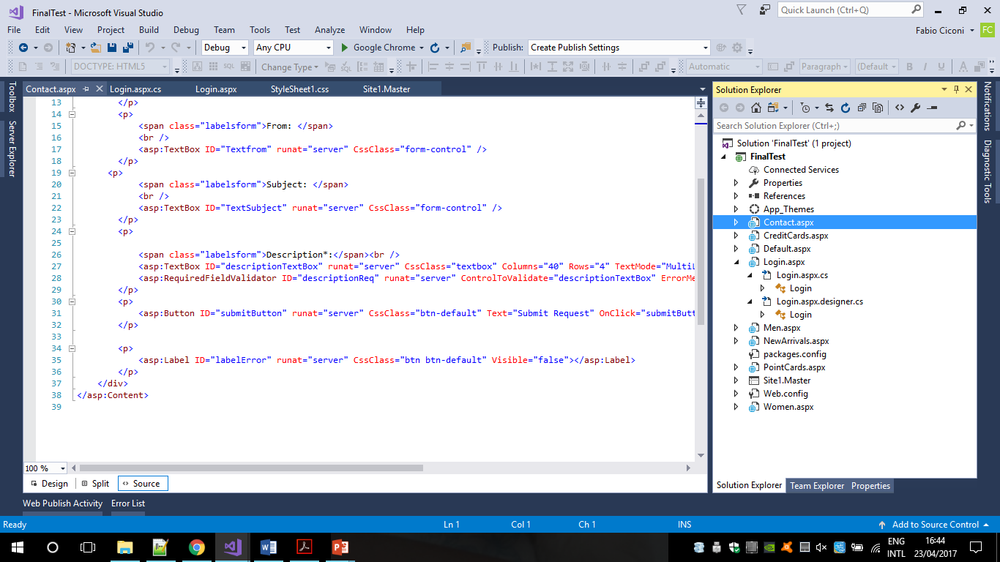 FinalTest - Microsoft Visual Studio
Quick Launch (Ctrl+Q)
File Edit View Project Build Debug Team Tools Test Analyze Window Help
Fabio Ciconi FC
Debug Any CPU Google Chrome Publish: Create Publish Settings
DOCTYPE: HTML5 SQL Change Type Automatic Paragraph (Default B I U A
Toolbox
Server Explorer
Contact.aspx Login.aspx.cs Login.aspx StyleSheet1.css Site1.Master
13 </p>
14 <p>
15 <span class="labelsform">From: </span>
16 <br />
17 <asp:TextBox ID="Textfrom" runat="server" CssClass="form-control" />
18 </p>
19 <p>
20 <span class="labelsform">Subject: </span>
21 <br />
22 <asp:TextBox ID="TextSubject" runat="server" CssClass="form-control" />
23 </p>
24 <p>
25
26 <span class="labelsform">Description*:</span><br />
27 <asp:TextBox ID="descriptionTextBox" runat="server" CssClass="textbox" Columns="40" Rows="4" TextMode="MultiL
28 <asp:RequiredFieldValidator ID="descriptionReq" runat="server" ControlToValidate="descriptionTextBox" ErrorMe
29 </p>
30 <p>
31 <asp:Button ID="submitButton" runat="server" CssClass="btn-default" Text="Submit Request" OnClick="submitButt
32 </p>
33
34 <p>
35 <asp:Label ID="labelError" runat="server" CssClass="btn btn-default" Visible="false"></asp:Label>
36 </p>
37 </div>
38 </asp:Content>
39
100 %
Design Split Source
Solution Explorer
Search Solution Explorer (Ctrl+;)
Solution 'FinalTest' (1 project)
FinalTest
Connected Services
Properties
References
App_Themes
Contact.aspx
CreditCards.aspx
Default.aspx
Login.aspx
Login.aspx.cs
Login
Login.aspx.designer.cs
Login
Men.aspx
NewArrivals.aspx
packages.config
PointCards.aspx
Site1.Master
Web.config
Women.aspx
Solution Explorer Team Explorer Properties
Notifications
Diagnostic Tools
Web Publish Activity Error List
Ready Ln 1 Col 1 Ch 1 INS Add to Source Control
ENG 16:44
INTL 23/04/2017